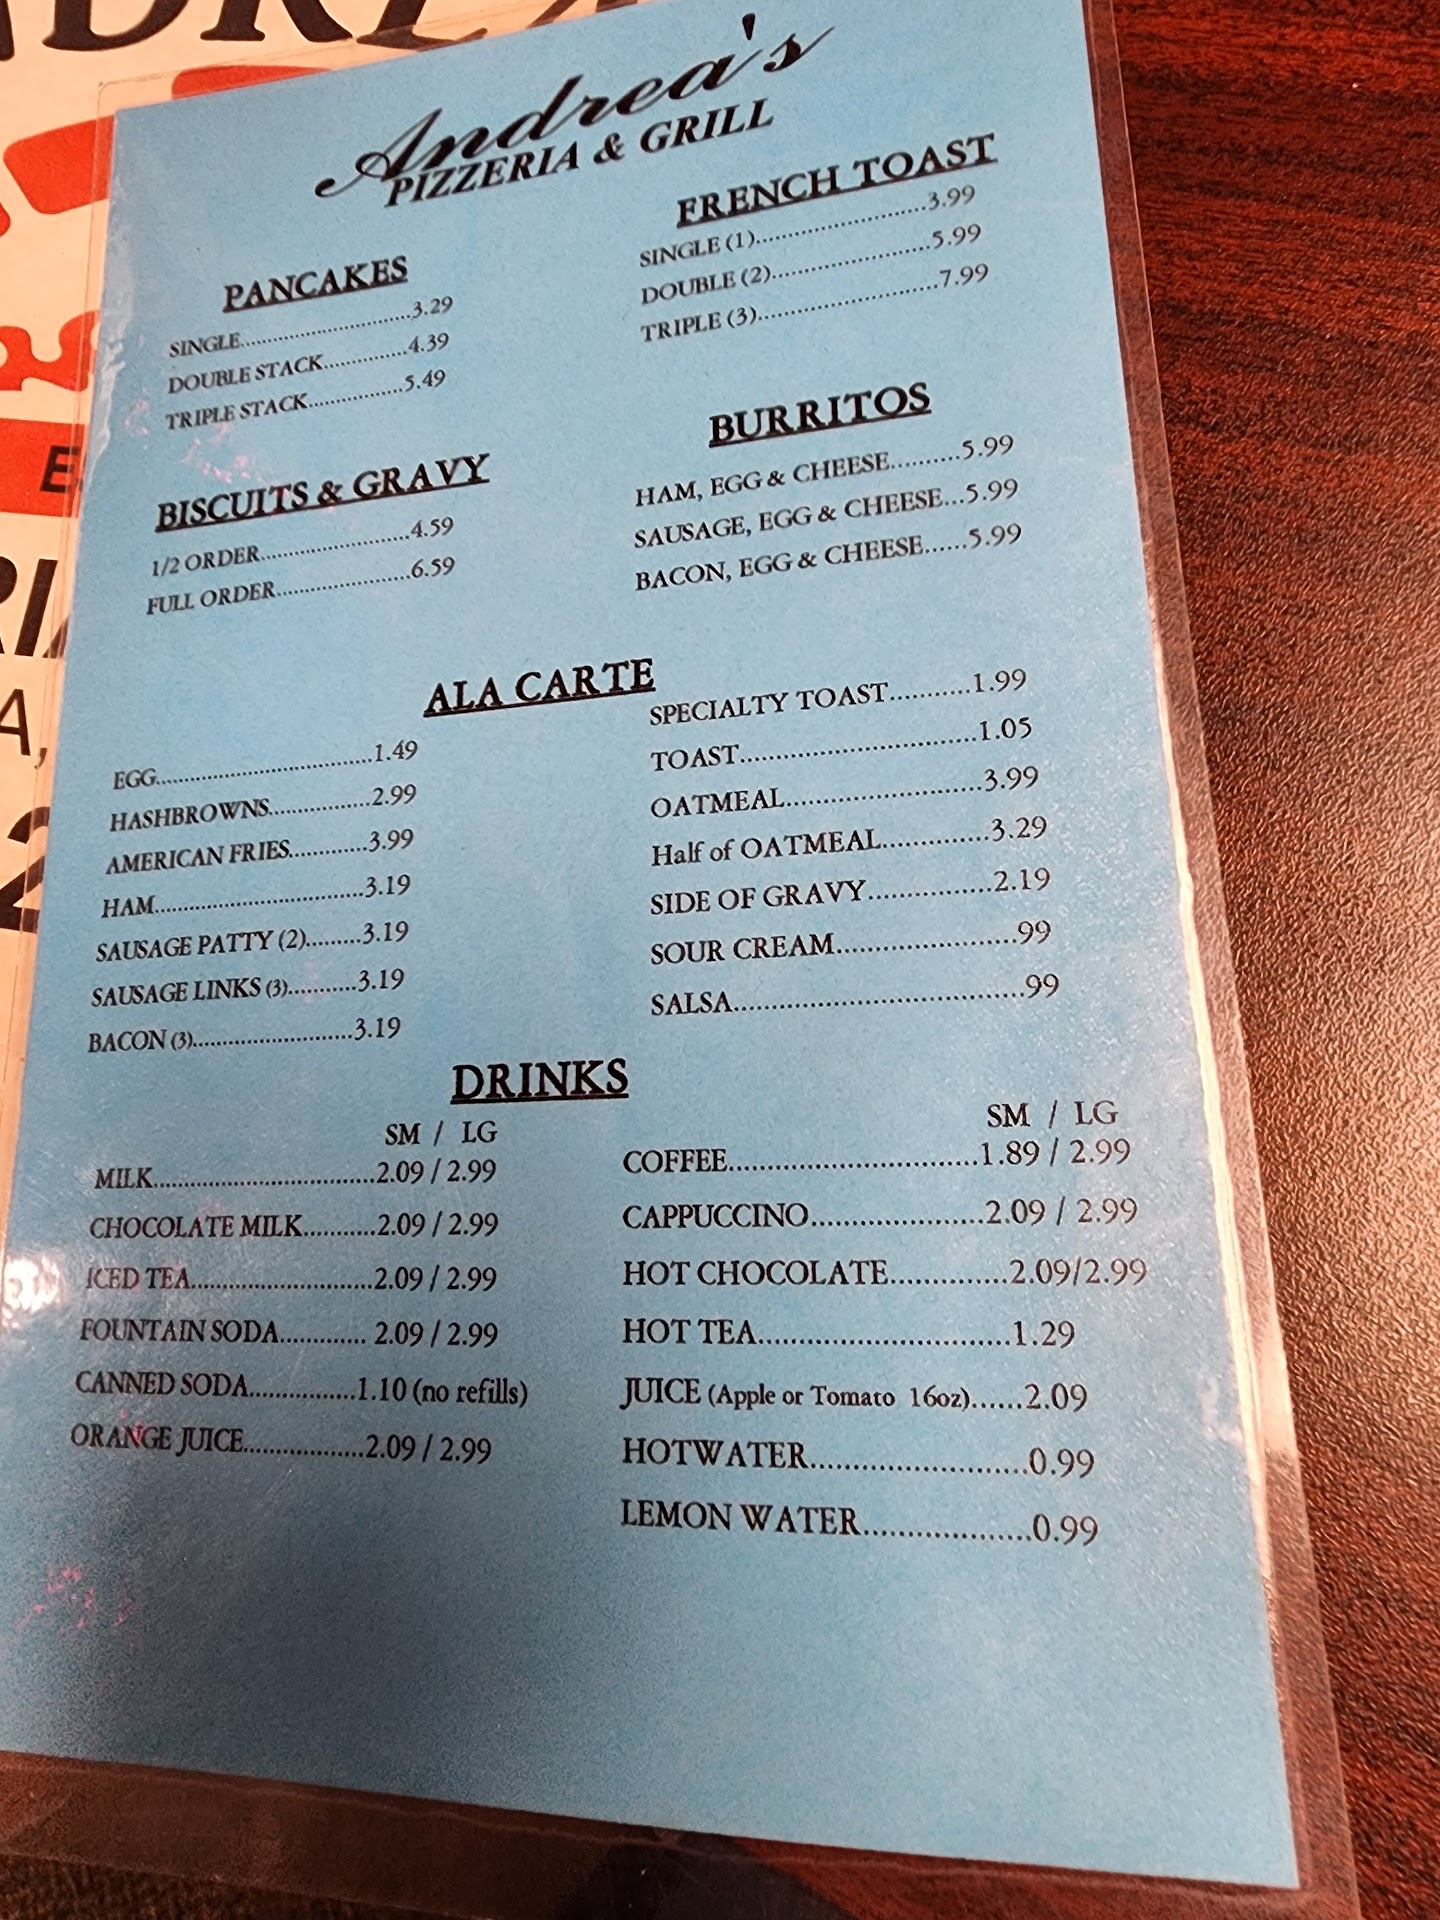 Andrea's
PIZZERIA & GRILL
PANCAKES
SINGLE.................................3.29
DOUBLE STACK................4.39
TRIPLE STACK..................5.49
BISCUITS & GRAVY
1/2 ORDER............................4.59
FULL ORDER.........................6.59
FRENCH TOAST
SINGLE (1)..........................3.99
DOUBLE (2)........................5.99
TRIPLE (3)...........................7.99
BURRITOS
HAM, EGG & CHEESE..........5.99
SAUSAGE, EGG & CHEESE...5.99
BACON, EGG & CHEESE......5.99
ALA CARTE
EGG.......................................1.49
HASHBROWNS..................2.99
AMERICAN FRIES.............3.99
HAM.....................................3.19
SAUSAGE PATTY (2).........3.19
SAUSAGE LINKS (3)...........3.19
BACON (3)..........................3.19
SPECIALTY TOAST...........1.99
TOAST................................1.05
OATMEAL..........................3.99
Half of OATMEAL..............3.29
SIDE OF GRAVY................2.19
SOUR CREAM.......................99
SALSA.....................................99
DRINKS
SM / LG
MILK...................................2.09 / 2.99
CHOCOLATE MILK...........2.09 / 2.99
ICED TEA............................2.09 / 2.99
FOUNTAIN SODA............. 2.09 / 2.99
CANNED SODA................1.10 (no refills)
ORANGE JUICE..................2.09 / 2.99
SM / LG
COFFEE..............................1.89 / 2.99
CAPPUCCINO.....................2.09 / 2.99
HOT CHOCOLATE..............2.09/2.99
HOT TEA..............................1.29
JUICE (Apple or Tomato 16oz)......2.09
HOTWATER..........................0.99
LEMON WATER....................0.99